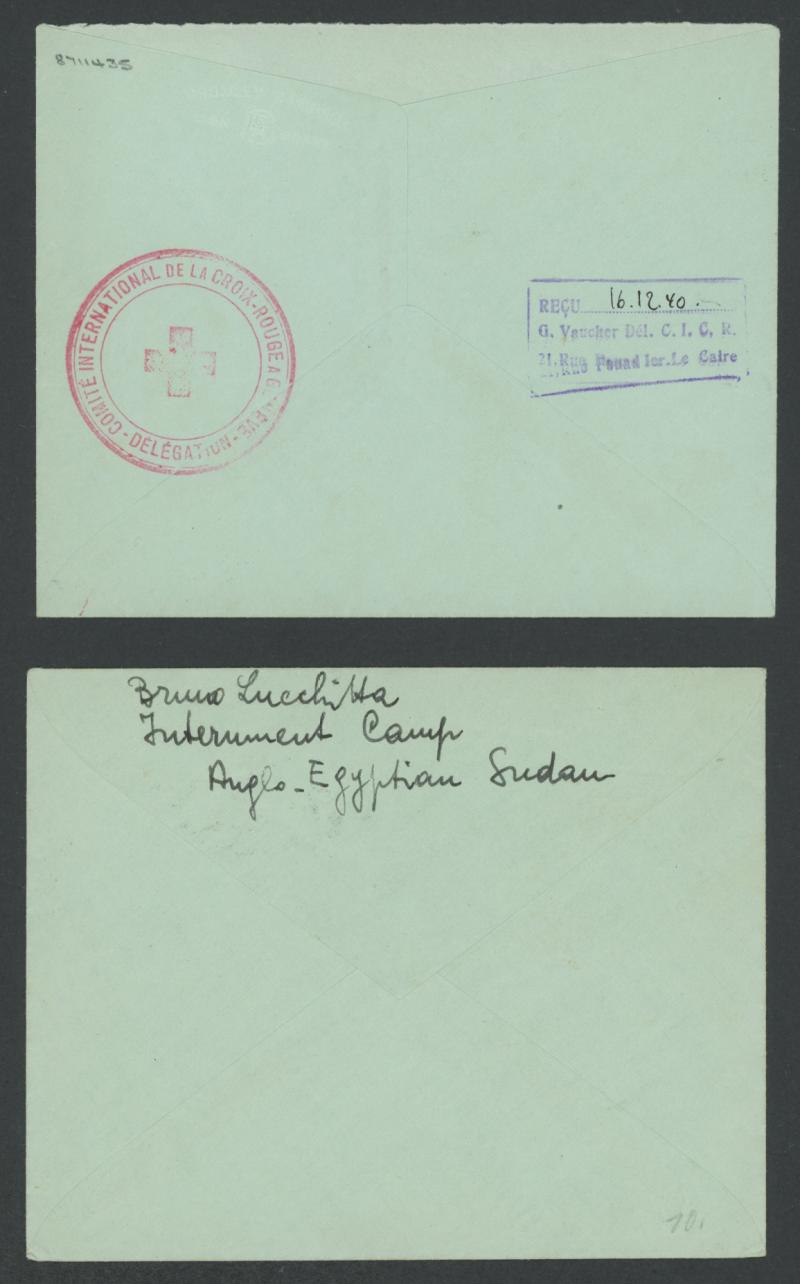 8711435
COMITÉ INTERNATIONAL DE LA CROIX-ROUGE A GENÈVE
- DÉLÉGATION -
REÇU 16.12.40.
G. Vaucher Dél. C. I. C. R.
21, Rue Fouad Ier. Le Caire
Bruno Lucchitta
Internment Camp
Anglo-Egyptian Sudan
10.